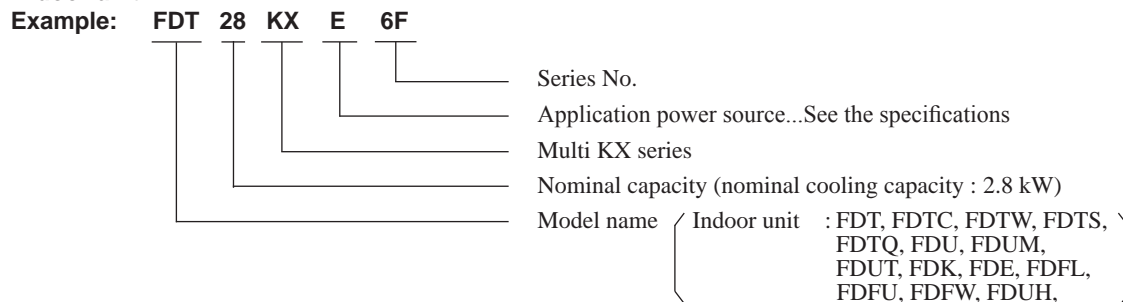 Example: FDT 28 KX E 6F
Series No.
Application power source...See the specifications
Multi KX series
Nominal capacity (nominal cooling capacity : 2.8 kW)
Model name Indoor unit : FDT, FDTC, FDTW, FDTS,
FDTQ, FDU, FDUM,
FDUT, FDK, FDE, FDFL,
FDFU, FDFW, FDUH,